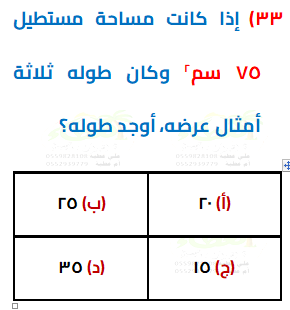 ٣٣) إذا كانت مساحة مستطيل
٧٥ سم٢ وكان طوله ثلاثة
أمثال عرضه، أوجد طوله؟
(أ) ٢٠
(ب) ٢٥
(ج) ١٥
(د) ٣٥